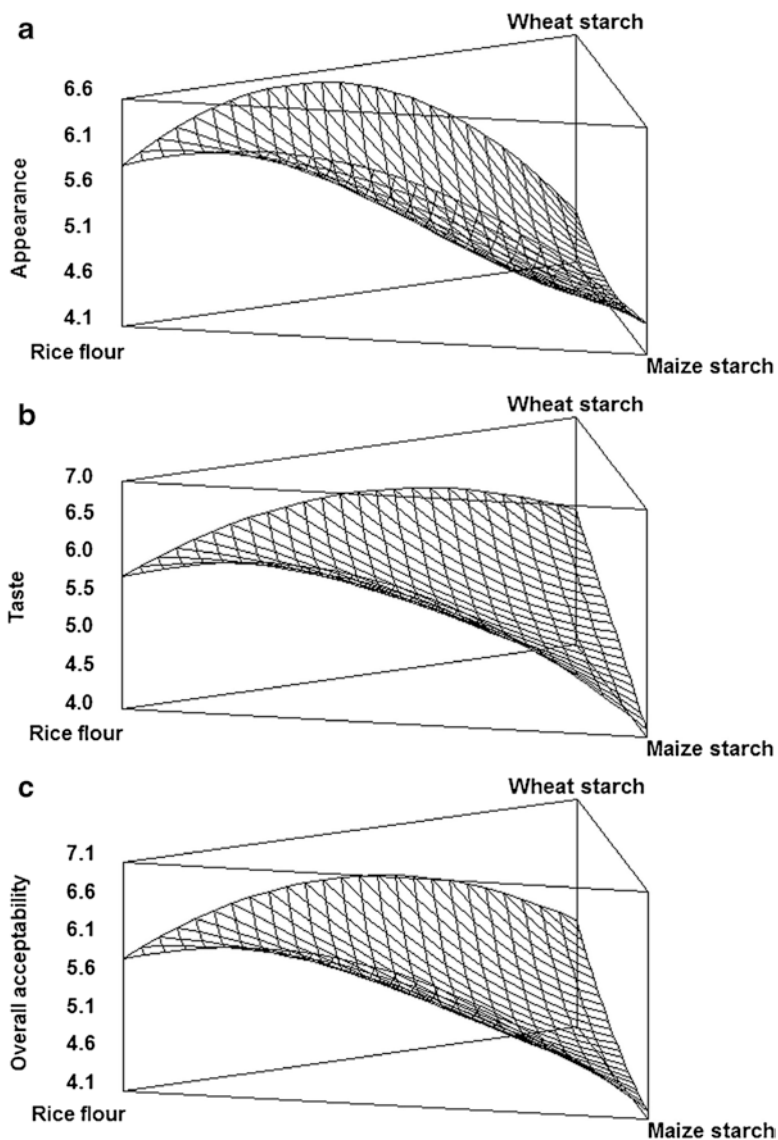 a
Wheat starch
6.6
6.1
5.6
5.1
4.6
4.1
Appearance
Rice flour
Maize starch
b
Wheat starch
7.0
6.5
6.0
5.5
5.0
4.5
4.0
Taste
Rice flour
Maize starch
c
Wheat starch
7.1
6.6
6.1
5.6
5.1
4.6
4.1
Overall acceptability
Rice flour
Maize starch